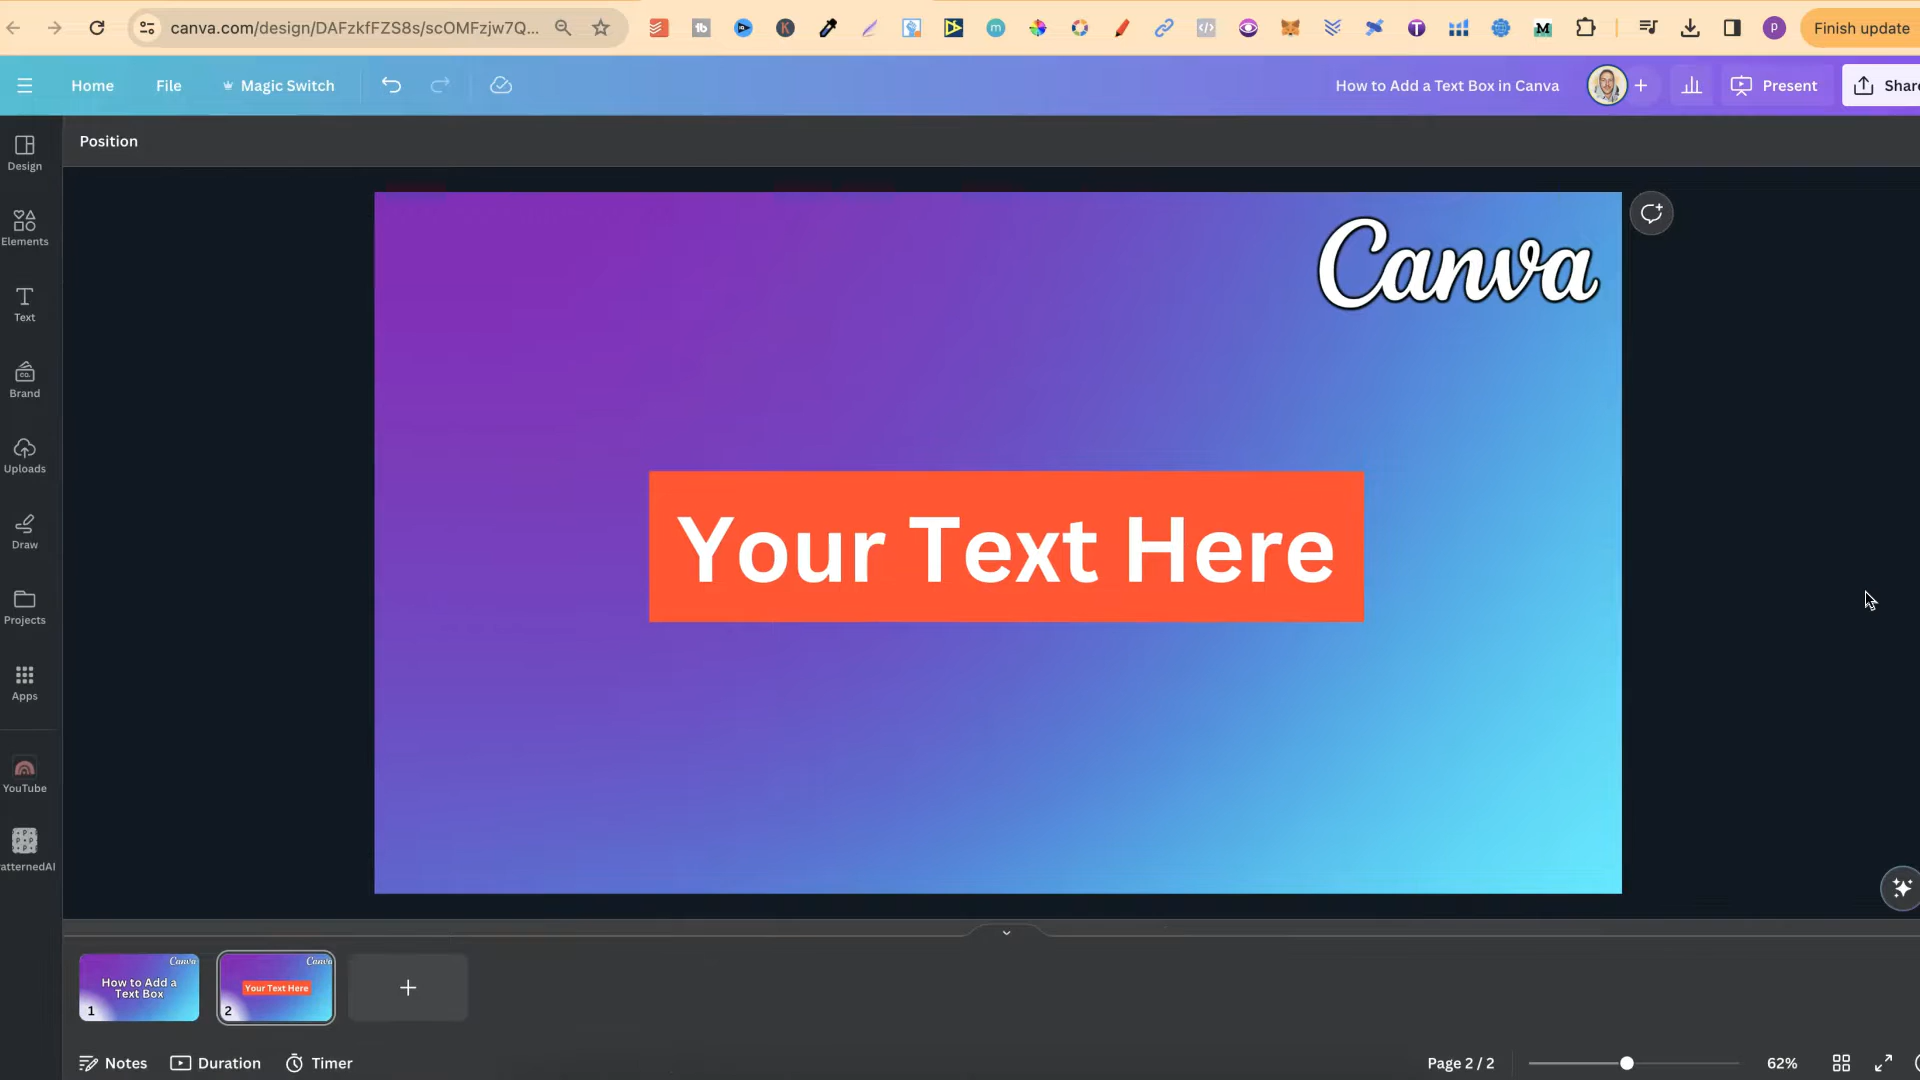 canva.com/design/DAFzkfFZS8s/scOMFzjw7Q...
Finish update
Home
File
Magic Switch
How to Add a Text Box in Canva
Present
Share
Position
Design
Elements
Text
Brand
Uploads
Draw
Projects
Apps
YouTube
atternedAI
Canva
Your Text Here
Canva
How to Add a
Text Box
1
Canva
Your Text Here
2
Notes
Duration
Timer
Page 2 / 2
62%